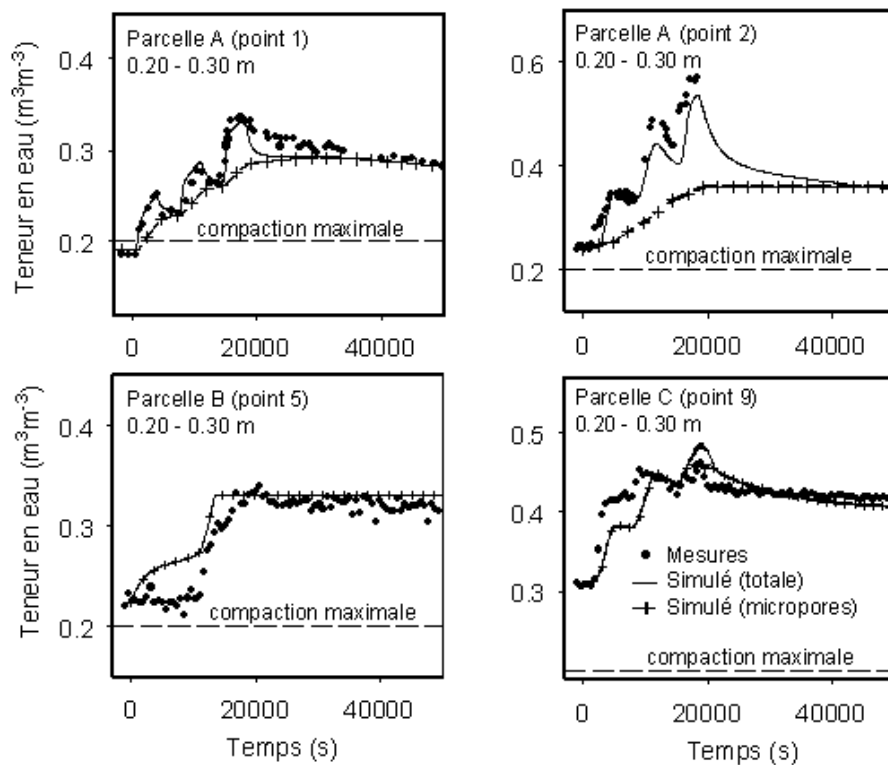 Parcelle A (point 1)
0.20 - 0.30 m
0.4
0.3
0.2
compaction maximale
Teneur en eau (m³m⁻³)
0 20000 40000
Parcelle A (point 2)
0.20 - 0.30 m
0.6
0.4
0.2
compaction maximale
0 20000 40000
Parcelle B (point 5)
0.20 - 0.30 m
0.4
0.3
0.2
compaction maximale
Teneur en eau (m³m⁻³)
0 20000 40000
Temps (s)
Parcelle C (point 9)
0.20 - 0.30 m
0.5
0.4
0.3
Mesures
Simulé (totale)
Simulé (micropores)
compaction maximale
0 20000 40000
Temps (s)